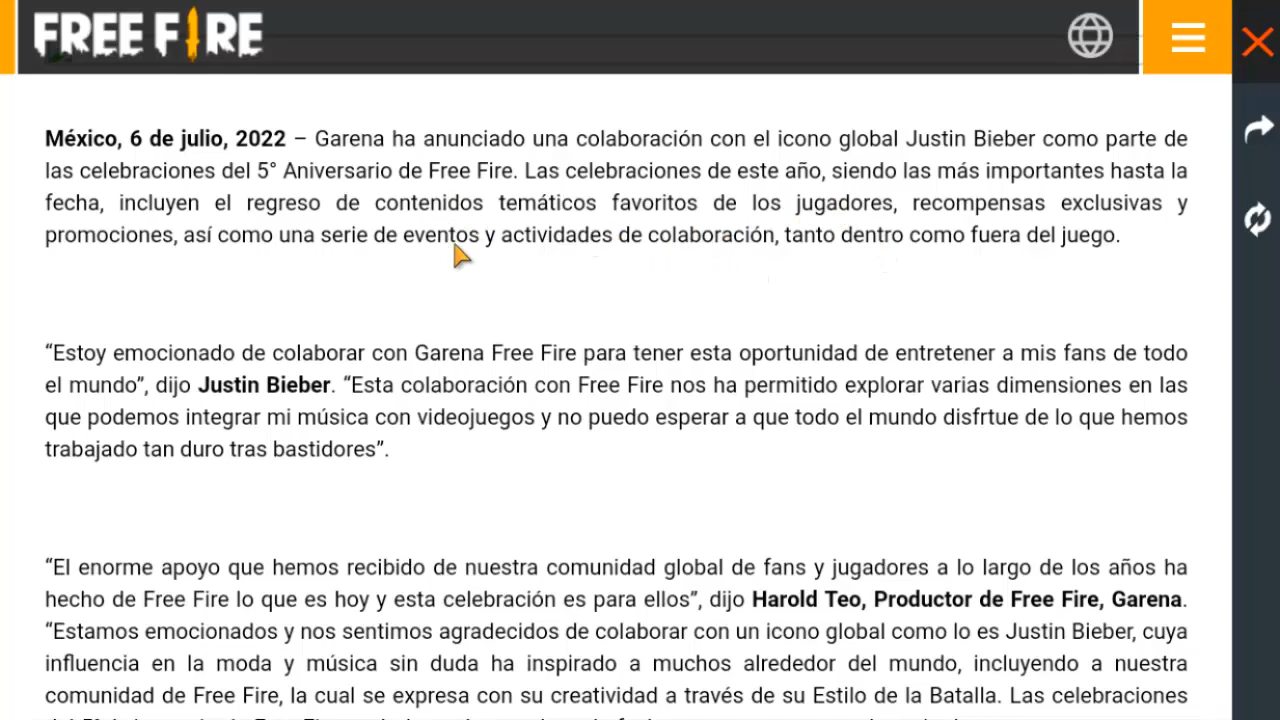 FREE FIRE
México, 6 de julio, 2022 – Garena ha anunciado una colaboración con el icono global Justin Bieber como parte de
las celebraciones del 5° Aniversario de Free Fire. Las celebraciones de este año, siendo las más importantes hasta la
fecha, incluyen el regreso de contenidos temáticos favoritos de los jugadores, recompensas exclusivas y
promociones, así como una serie de eventos y actividades de colaboración, tanto dentro como fuera del juego.
“Estoy emocionado de colaborar con Garena Free Fire para tener esta oportunidad de entretener a mis fans de todo
el mundo”, dijo Justin Bieber. “Esta colaboración con Free Fire nos ha permitido explorar varias dimensiones en las
que podemos integrar mi música con videojuegos y no puedo esperar a que todo el mundo disfrtue de lo que hemos
trabajado tan duro tras bastidores”.
“El enorme apoyo que hemos recibido de nuestra comunidad global de fans y jugadores a lo largo de los años ha
hecho de Free Fire lo que es hoy y esta celebración es para ellos”, dijo Harold Teo, Productor de Free Fire, Garena.
“Estamos emocionados y nos sentimos agradecidos de colaborar con un icono global como lo es Justin Bieber, cuya
influencia en la moda y música sin duda ha inspirado a muchos alrededor del mundo, incluyendo a nuestra
comunidad de Free Fire, la cual se expresa con su creatividad a través de su Estilo de la Batalla. Las celebraciones